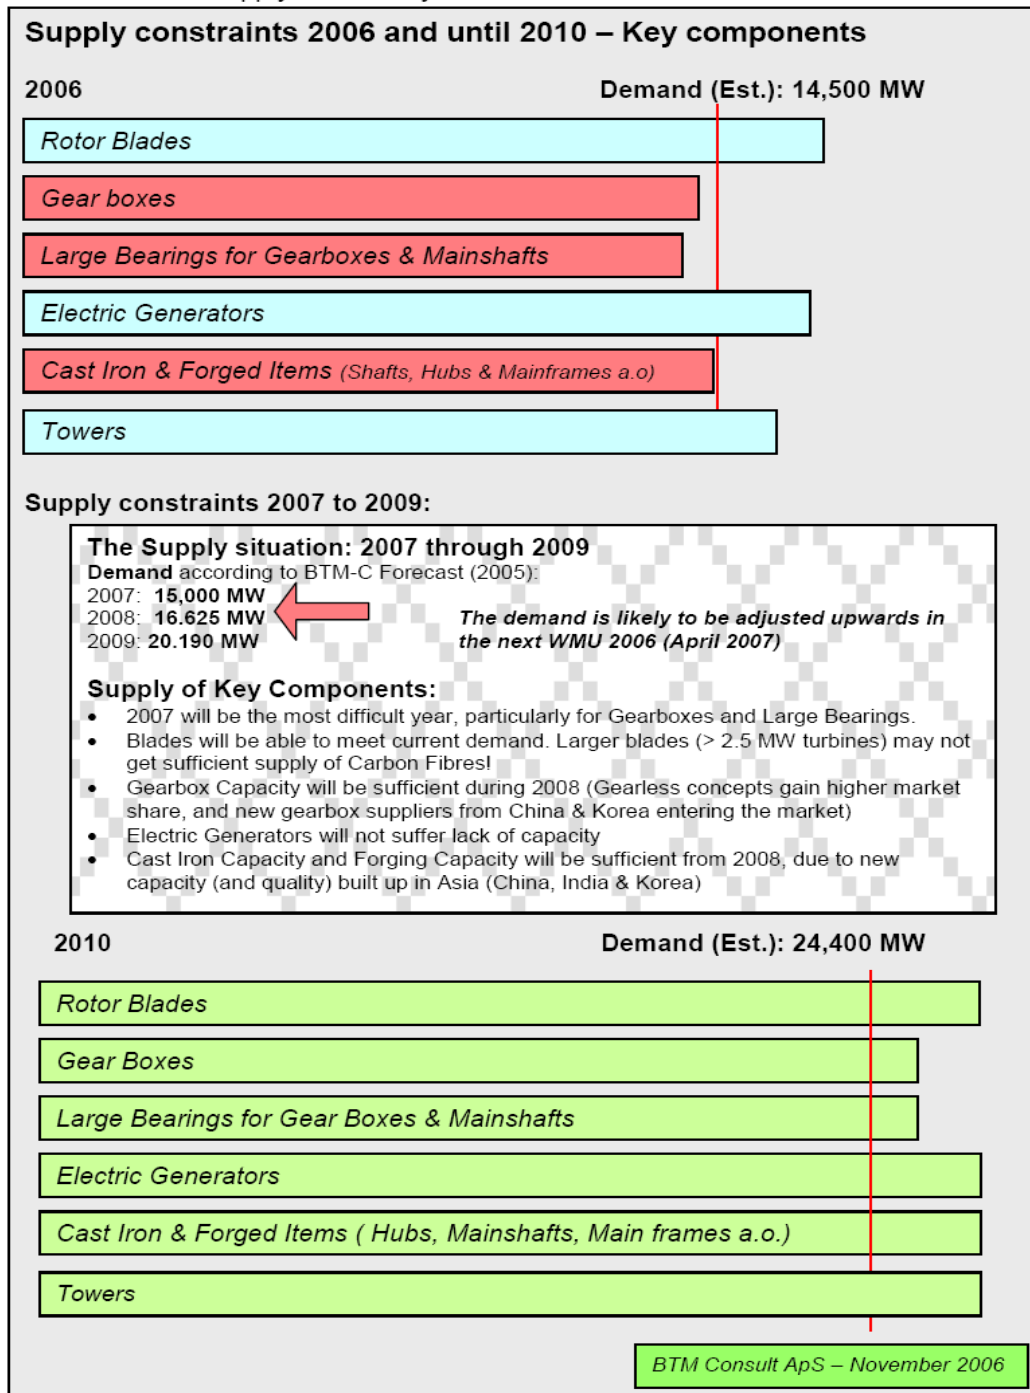 Supply constraints 2006 and until 2010 – Key components
2006
Demand (Est.): 14,500 MW
Rotor Blades
Gear boxes
Large Bearings for Gearboxes & Mainshafts
Electric Generators
Cast Iron & Forged Items (Shafts, Hubs & Mainframes a.o)
Towers
Supply constraints 2007 to 2009:
The Supply situation: 2007 through 2009
Demand according to BTM-C Forecast (2005):
2007: 15,000 MW
2008: 16.625 MW
2009: 20.190 MW
The demand is likely to be adjusted upwards in
the next WMU 2006 (April 2007)
Supply of Key Components:
• 2007 will be the most difficult year, particularly for Gearboxes and Large Bearings.
• Blades will be able to meet current demand. Larger blades (> 2.5 MW turbines) may not
get sufficient supply of Carbon Fibres!
• Gearbox Capacity will be sufficient during 2008 (Gearless concepts gain higher market
share, and new gearbox suppliers from China & Korea entering the market)
• Electric Generators will not suffer lack of capacity
• Cast Iron Capacity and Forging Capacity will be sufficient from 2008, due to new
capacity (and quality) built up in Asia (China, India & Korea)
2010
Demand (Est.): 24,400 MW
Rotor Blades
Gear Boxes
Large Bearings for Gear Boxes & Mainshafts
Electric Generators
Cast Iron & Forged Items ( Hubs, Mainshafts, Main frames a.o.)
Towers
BTM Consult ApS – November 2006